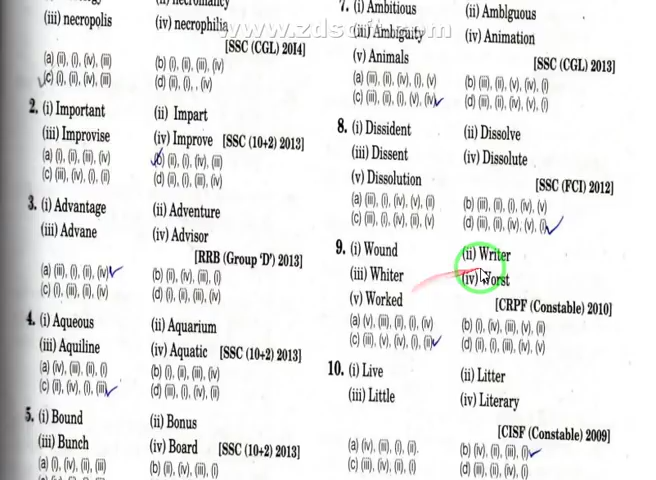 (iii) necropolis (iv) necrophilia
[SSC (CGL) 2014]
(a) (i), (ii), (iv), (iii) b) (i), (ii), (iii), (iv)
(c) (i), (ii), (iv), (iii) (d) (ii), (i), , (iv)
2. (i) Important (ii) Impart
(iii) Improvise (iv) Improve [SSC (10+2) 2013]
(a) (i), (ii), (iii), (iv) (ii), (i), (iv), (iii)
(c) (iii), (iv), (i), (ii) (d) (ii), (i), (iii), (iv)
3. (i) Advantage (ii) Adventure
(iii) Advane (iv) Advisor
[RRB (Group 'D') 2013]
(a) (iii), (i), (ii), (iv) (b) (ii), (iv), (iii), (i)
(c) (i), (iii), (iv), (ii) (d) (i), (ii), (iii), (iv)
4. (i) Aqueous (ii) Aquarium
(iii) Aquiline (iv) Aquatic [SSC (10+2) 2013]
(a) (iv), (iii), (ii), (i) (b) (i), (ii), (iii), (iv)
(c) (ii), (iv), (i), (iii) (d) (iii), (i), (iv), (ii)
5. (i) Bound (ii) Bonus
(iii) Bunch (iv) Board [SSC (10+2) 2013]
(a) (i), (iv), (ii), (iii) (b) (ii), (iv), (iii), (i)
7. (i) Ambitious (ii) Ambiguous
(iii) Ambiguity (iv) Animation
(v) Animals [SSC (CGL) 2013]
(a) (iii), (ii), (iv), (i), (v) (b) (iii), (ii), (v), (iv), (i)
(c) (iii), (ii), (i), (v), (iv) (d) (iii), (ii), (i), (iv), (v)
8. (i) Dissident (ii) Dissolve
(iii) Dissent (iv) Dissolute
(v) Dissolution [SSC (FCI) 2012]
(a) (iii), (i), (iv), (v), (ii) (b) (iii), (ii), (i), (iv), (v)
(c) (iii), (i), (iv), (ii), (v) (d) (iii), (i), (iv), (v), (ii)
9. (i) Wound (ii) Writer
(iii) Whiter (iv) Worst
(v) Worked [CRPF (Constable) 2010]
(a) (v), (iii), (ii), (i), (iv) (b) (i), (iv), (iii), (v), (ii)
(c) (iii), (v), (iv), (i), (ii) (d) (ii), (i), (iii), (iv), (v)
10. (i) Live (ii) Litter
(iii) Little (iv) Literary
[CISF (Constable) 2009]
(a) (iv), (iii), (i), (ii). (b) (iv), (ii), (iii), (i)
(c) (iii), (iv), (ii), (i) (d) (ii), (iii), (iv), (i)